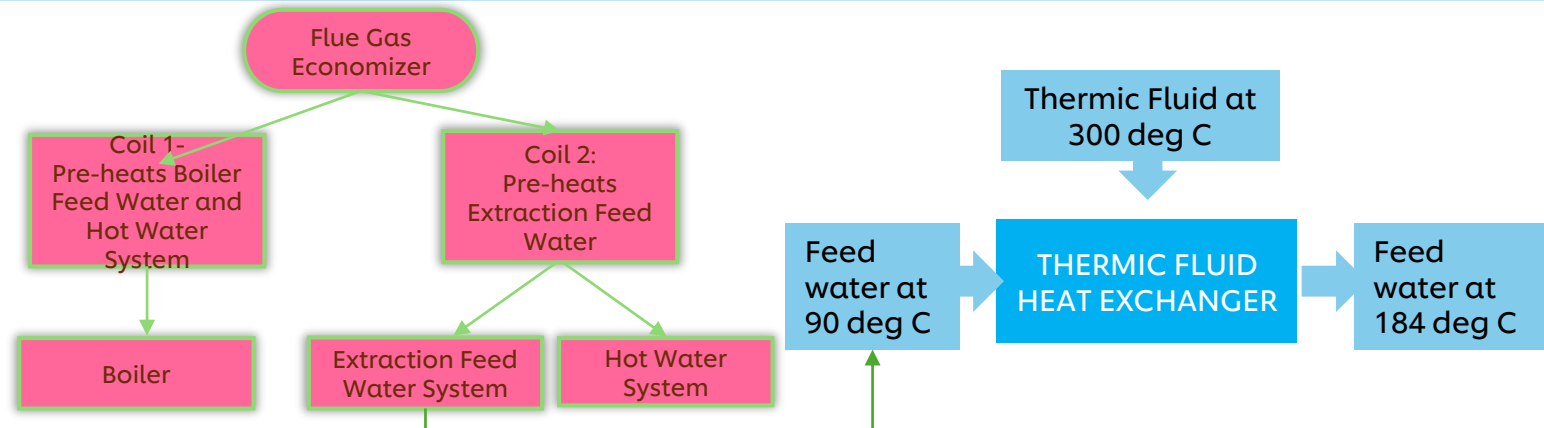 Flue Gas
Economizer
Coil 1-
Pre-heats Boiler
Feed Water and
Hot Water
System
Coil 2:
Pre-heats
Extraction Feed
Water
Boiler
Extraction Feed
Water System
Hot Water
System
Thermic Fluid at
300 deg C
Feed
water at
90 deg C
THERMIC FLUID
HEAT EXCHANGER
Feed
water at
184 deg C